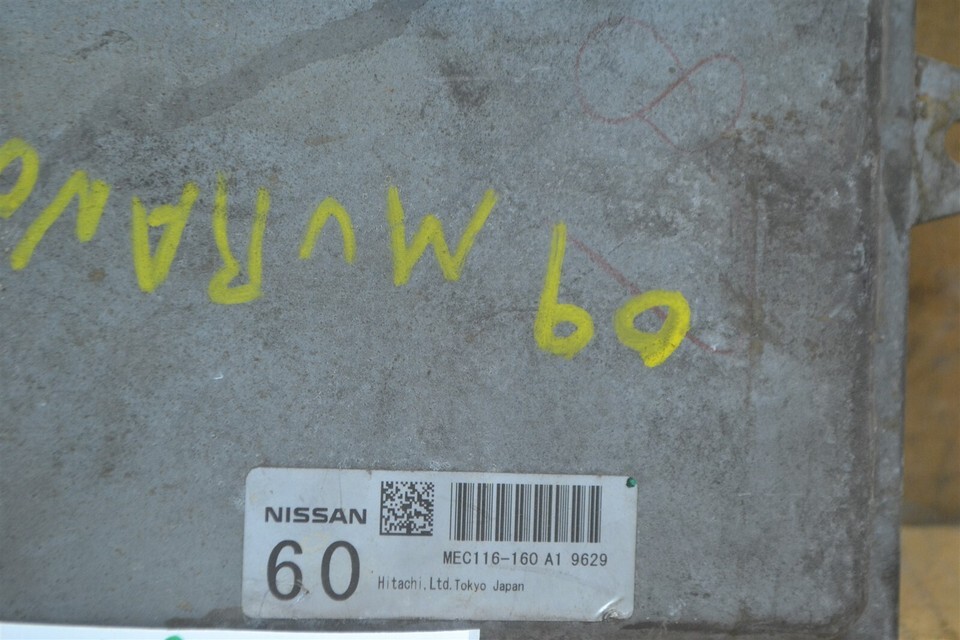 09 MURANO
NISSAN
60
MEC116-160 A1 9629
Hitachi,Ltd.Tokyo Japan